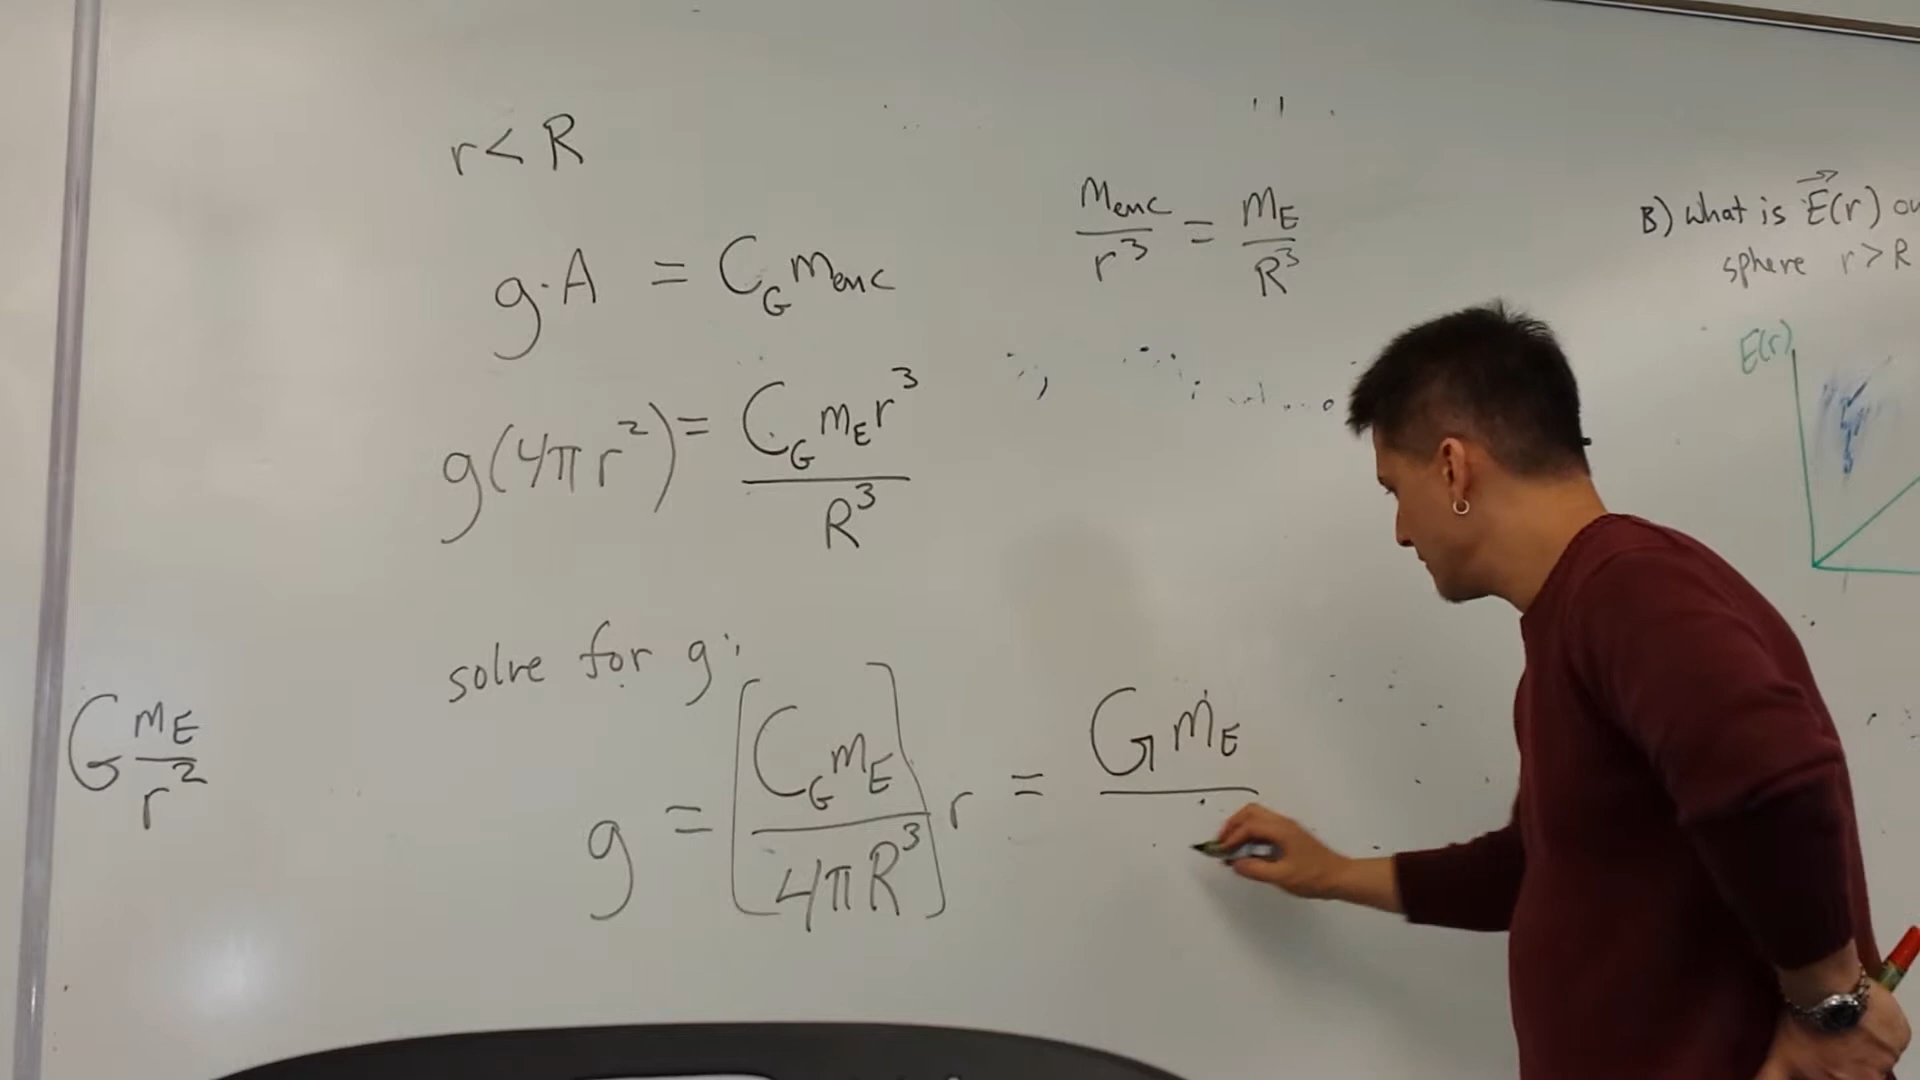 r < R
g·A = C_G m_enc
g(4πr²) = C_G m_E r³ / R³
solve for g:
g = [C_G m_E / 4πR³] r = G m_E
G m_E / r²
m_enc / r³ = m_E / R³
B) what is E⃗(r)
sphere r > R
E(r)